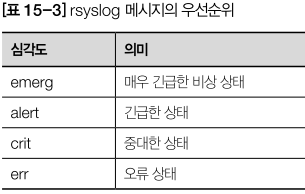 [표 15-3] rsyslog 메시지의 우선순위
심각도 의미
emerg 매우 긴급한 비상 상태
alert 긴급한 상태
crit 중대한 상태
err 오류 상태